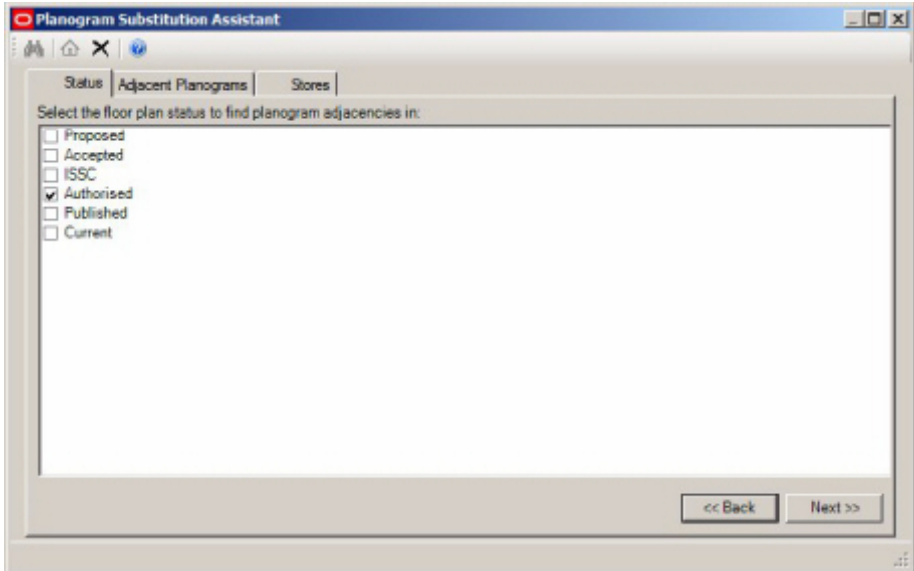 Planogram Substitution Assistant
Status Adjacent Planograms Stores
Select the floor plan status to find planogram adjacencies in:
Proposed
Accepted
ISSC
Authorised
Published
Current
<< Back Next >>